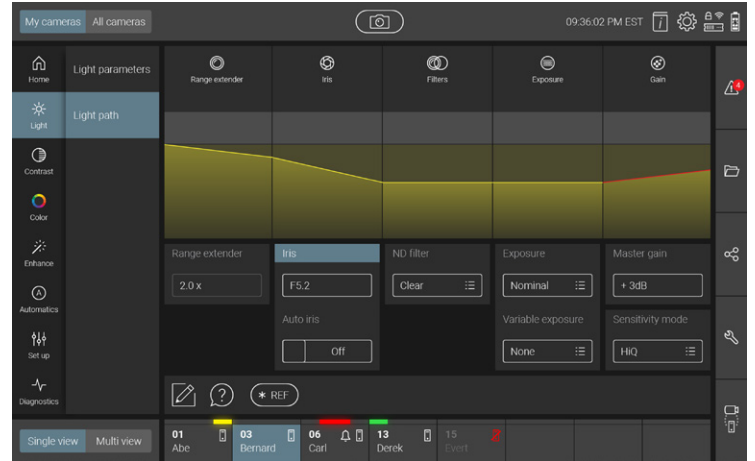 My cameras All cameras 09:36:02 PM EST
Home
Light
Contrast
Color
Enhance
Automatics
Set up
Diagnostics
Light parameters
Light path
Range extender Iris Filters Exposure Gain
4
Range extender Iris ND filter Exposure Master gain
2.0 x F5.2 Clear Nominal + 3dB
Auto iris Variable exposure Sensitivity mode
Off None HiQ
? * REF
Single view Multi view
01 03 06 13 15
Abe Bernard Carl Derek Evert